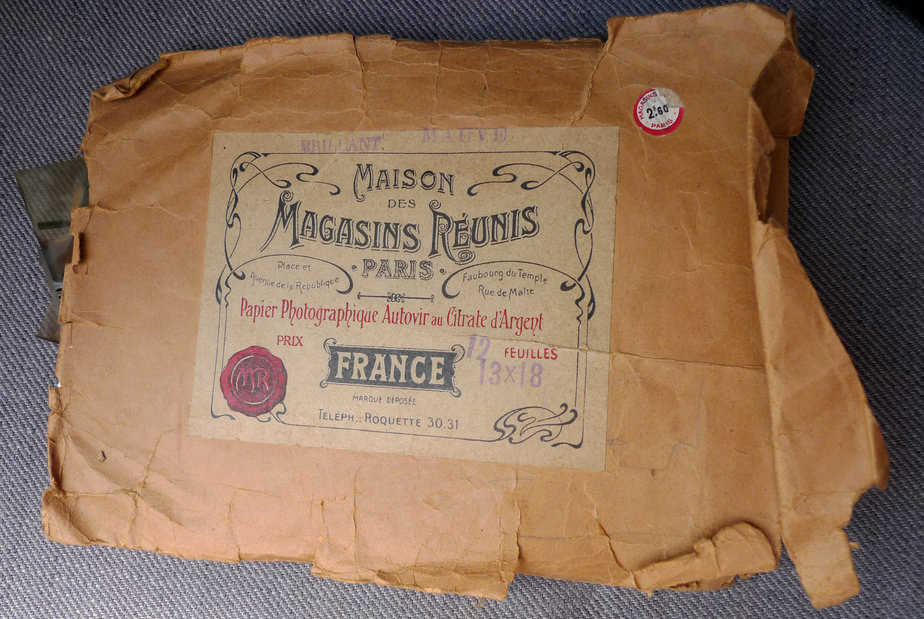 MAGASINS
2.60
PARIS
BRILLANT MAUVE
MAISON
DES
MAGASINS RÉUNIS
PARIS
Place et
Avenue de la République
Faubourg du Temple
Rue de Malte
Papier Photographique Autovir au Citrate d'Argent
PRIX
12 FEUILLES
13x18
FRANCE
MR
MARQUE DÉPOSÉE
TÉLÉPH.: ROQUETTE 30.31